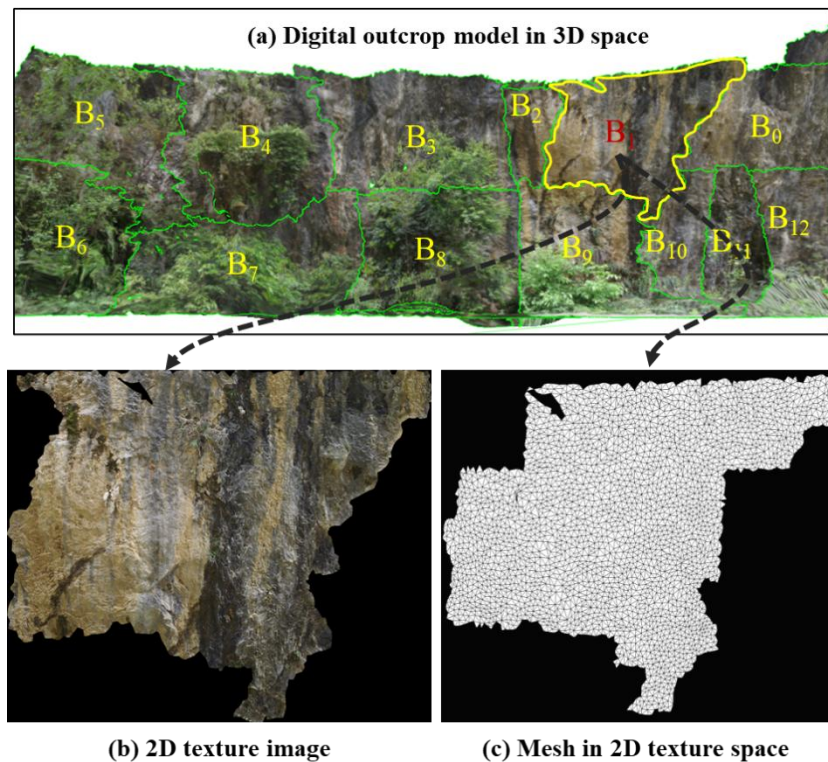 (a) Digital outcrop model in 3D space
B₅
B₄
B₃
B₂
B₁
B₀
B₆
B₇
B₈
B₉
B₁₀
B₁₁
B₁₂
(b) 2D texture image
(c) Mesh in 2D texture space